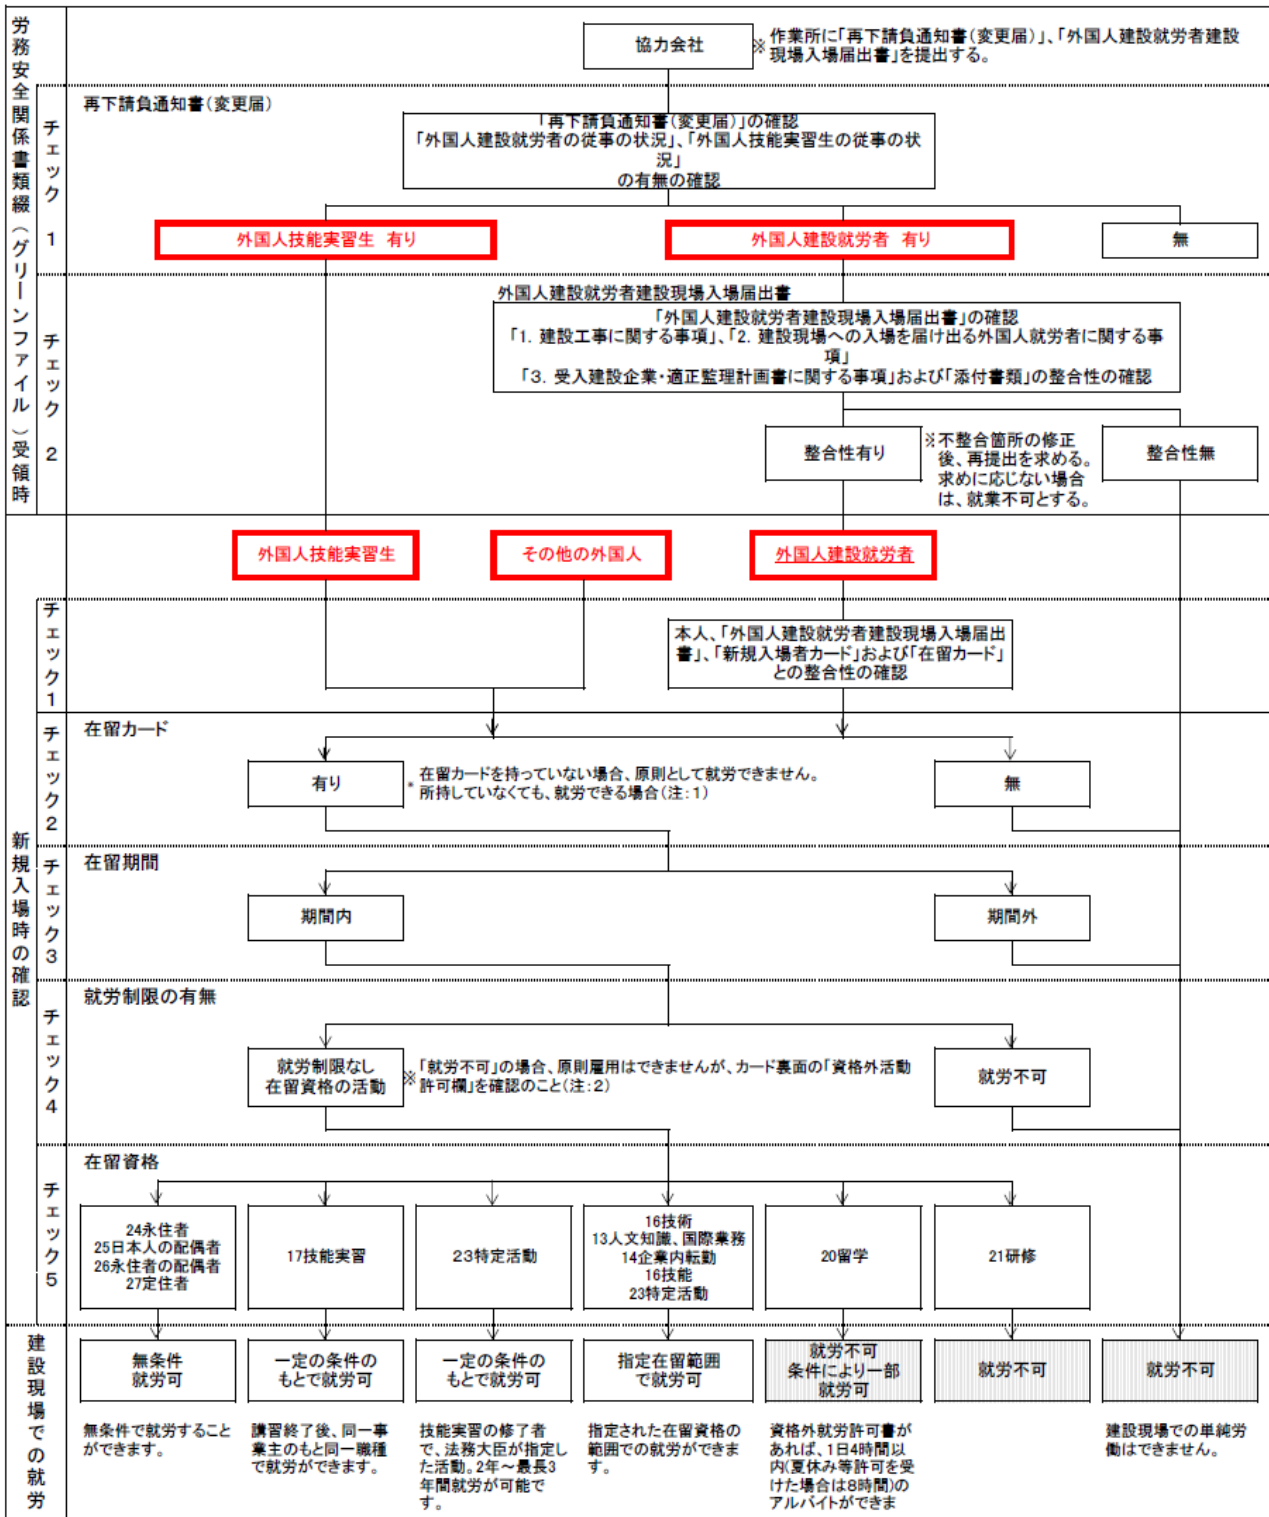 労務安全関係書類綴（グリーンファイル）受領時
協力会社
※ 作業所に「再下請負通知書(変更届)」、「外国人建設就労者建設
現場入場届出書」を提出する。
チェック 1
再下請負通知書(変更届)
「再下請負通知書(変更届)」の確認
「外国人建設就労者の従事の状況」、「外国人技能実習生の従事の状
況」
の有無の確認
外国人技能実習生 有り
外国人建設就労者 有り
無
チェック 2
外国人建設就労者建設現場入場届出書
「外国人建設就労者建設現場入場届出書」の確認
「1．建設工事に関する事項」、「2．建設現場への入場を届け出る外国人就労者に関する事
項」
「3．受入建設企業・適正監理計画書に関する事項」および「添付書類」の整合性の確認
整合性有り
※不整合箇所の修正
後、再提出を求める。
求めに応じない場合
は、就業不可とする。
整合性無
新規入場時の確認
外国人技能実習生
その他の外国人
外国人建設就労者
チェック1
本人、「外国人建設就労者建設現場入場届出
書」、「新規入場者カード」および「在留カード」
との整合性の確認
チェック2
在留カード
有り
* 在留カードを持っていない場合、原則として就労できません。
所持していなくても、就労できる場合(注：1)
無
チェック3
在留期間
期間内
期間外
チェック4
就労制限の有無
就労制限なし
在留資格の活動
※ 「就労不可」の場合、原則雇用はできませんが、カード裏面の「資格外活動
許可欄」を確認のこと(注：2)
就労不可
チェック5
在留資格
24永住者
25日本人の配偶者
26永住者の配偶者
27定住者
17技能実習
23特定活動
16技術
13人文知識、国際業務
14企業内転勤
16技能
23特定活動
20留学
21研修
建設現場での就労
無条件
就労可
一定の条件の
もとで就労可
一定の条件の
もとで就労可
指定在留範囲
で就労可
就労不可
条件により一部
就労可
就労不可
就労不可
無条件で就労すること
ができます。
講習終了後、同一事
業主のもと同一職種
で就労ができます。
技能実習の修了者
で、法務大臣が指定し
た活動。2年～最長3
年間就労が可能で
す。
指定された在留資格の
範囲での就労ができま
す。
資格外就労許可書が
あれば、1日4時間以
内(夏休み等許可を受
けた場合は8時間)の
アルバイトができま
建設現場での単純労
働はできません。